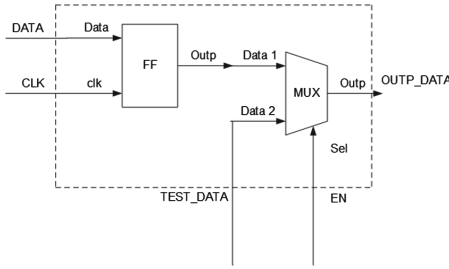 DATA Data
FF
Outp Data 1
Outp OUTP_DATA
CLK clk
MUX
Data 2
Sel
TEST_DATA EN